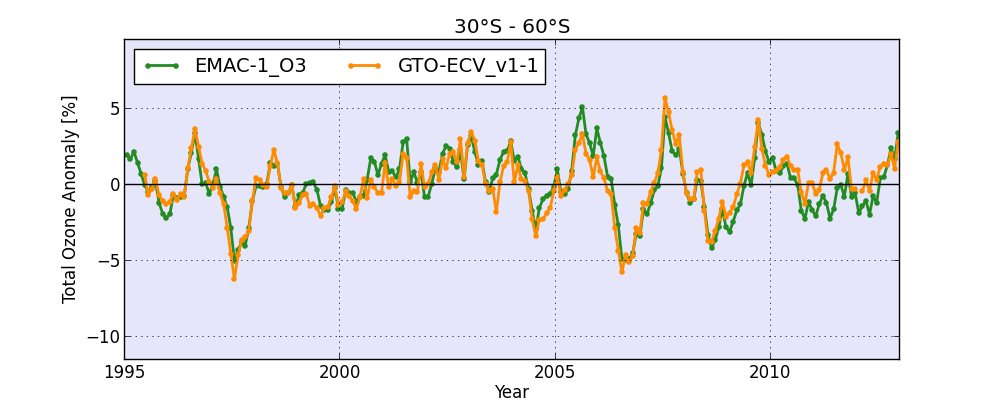 30°S - 60°S
EMAC-1_O3
GTO-ECV_v1-1
Total Ozone Anomaly [%]
5
0
−5
−10
1995
2000
2005
2010
Year